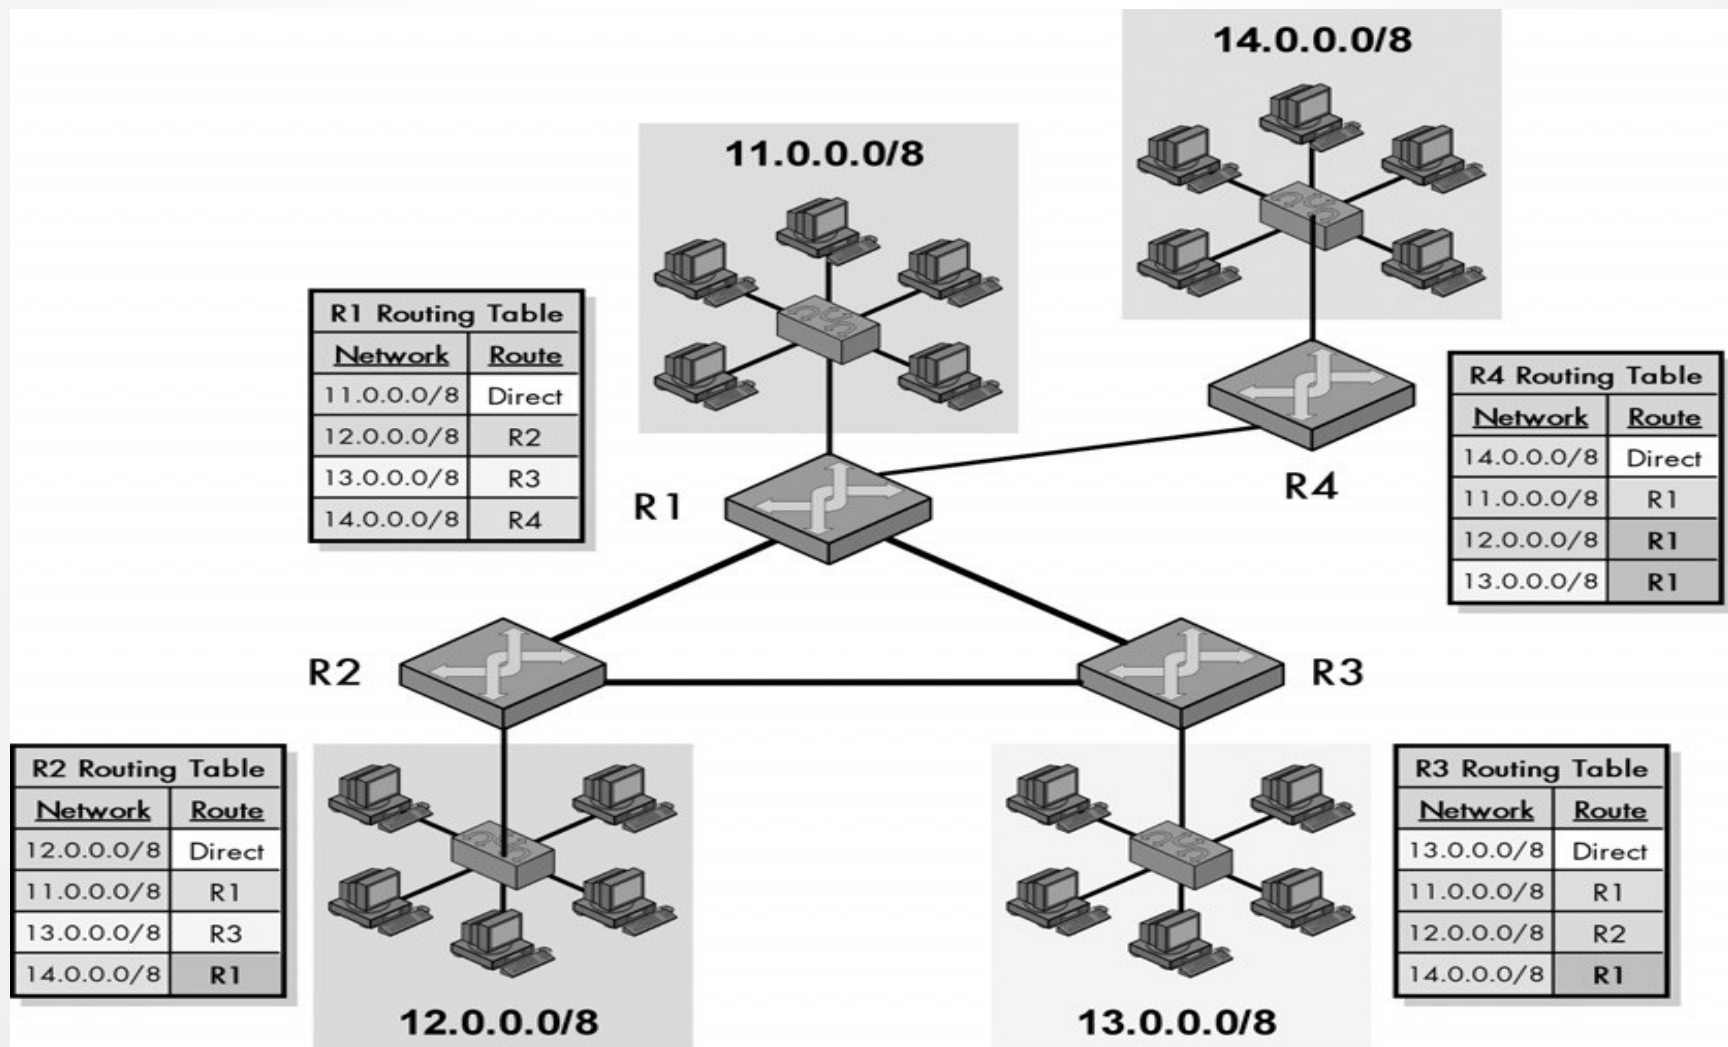 14.0.0.0/8
11.0.0.0/8
R1 Routing Table
Network Route
11.0.0.0/8 Direct
12.0.0.0/8 R2
13.0.0.0/8 R3
14.0.0.0/8 R4
R1
R4
R4 Routing Table
Network Route
14.0.0.0/8 Direct
11.0.0.0/8 R1
12.0.0.0/8 R1
13.0.0.0/8 R1
R2
R3
R2 Routing Table
Network Route
12.0.0.0/8 Direct
11.0.0.0/8 R1
13.0.0.0/8 R3
14.0.0.0/8 R1
R3 Routing Table
Network Route
13.0.0.0/8 Direct
11.0.0.0/8 R1
12.0.0.0/8 R2
14.0.0.0/8 R1
12.0.0.0/8
13.0.0.0/8